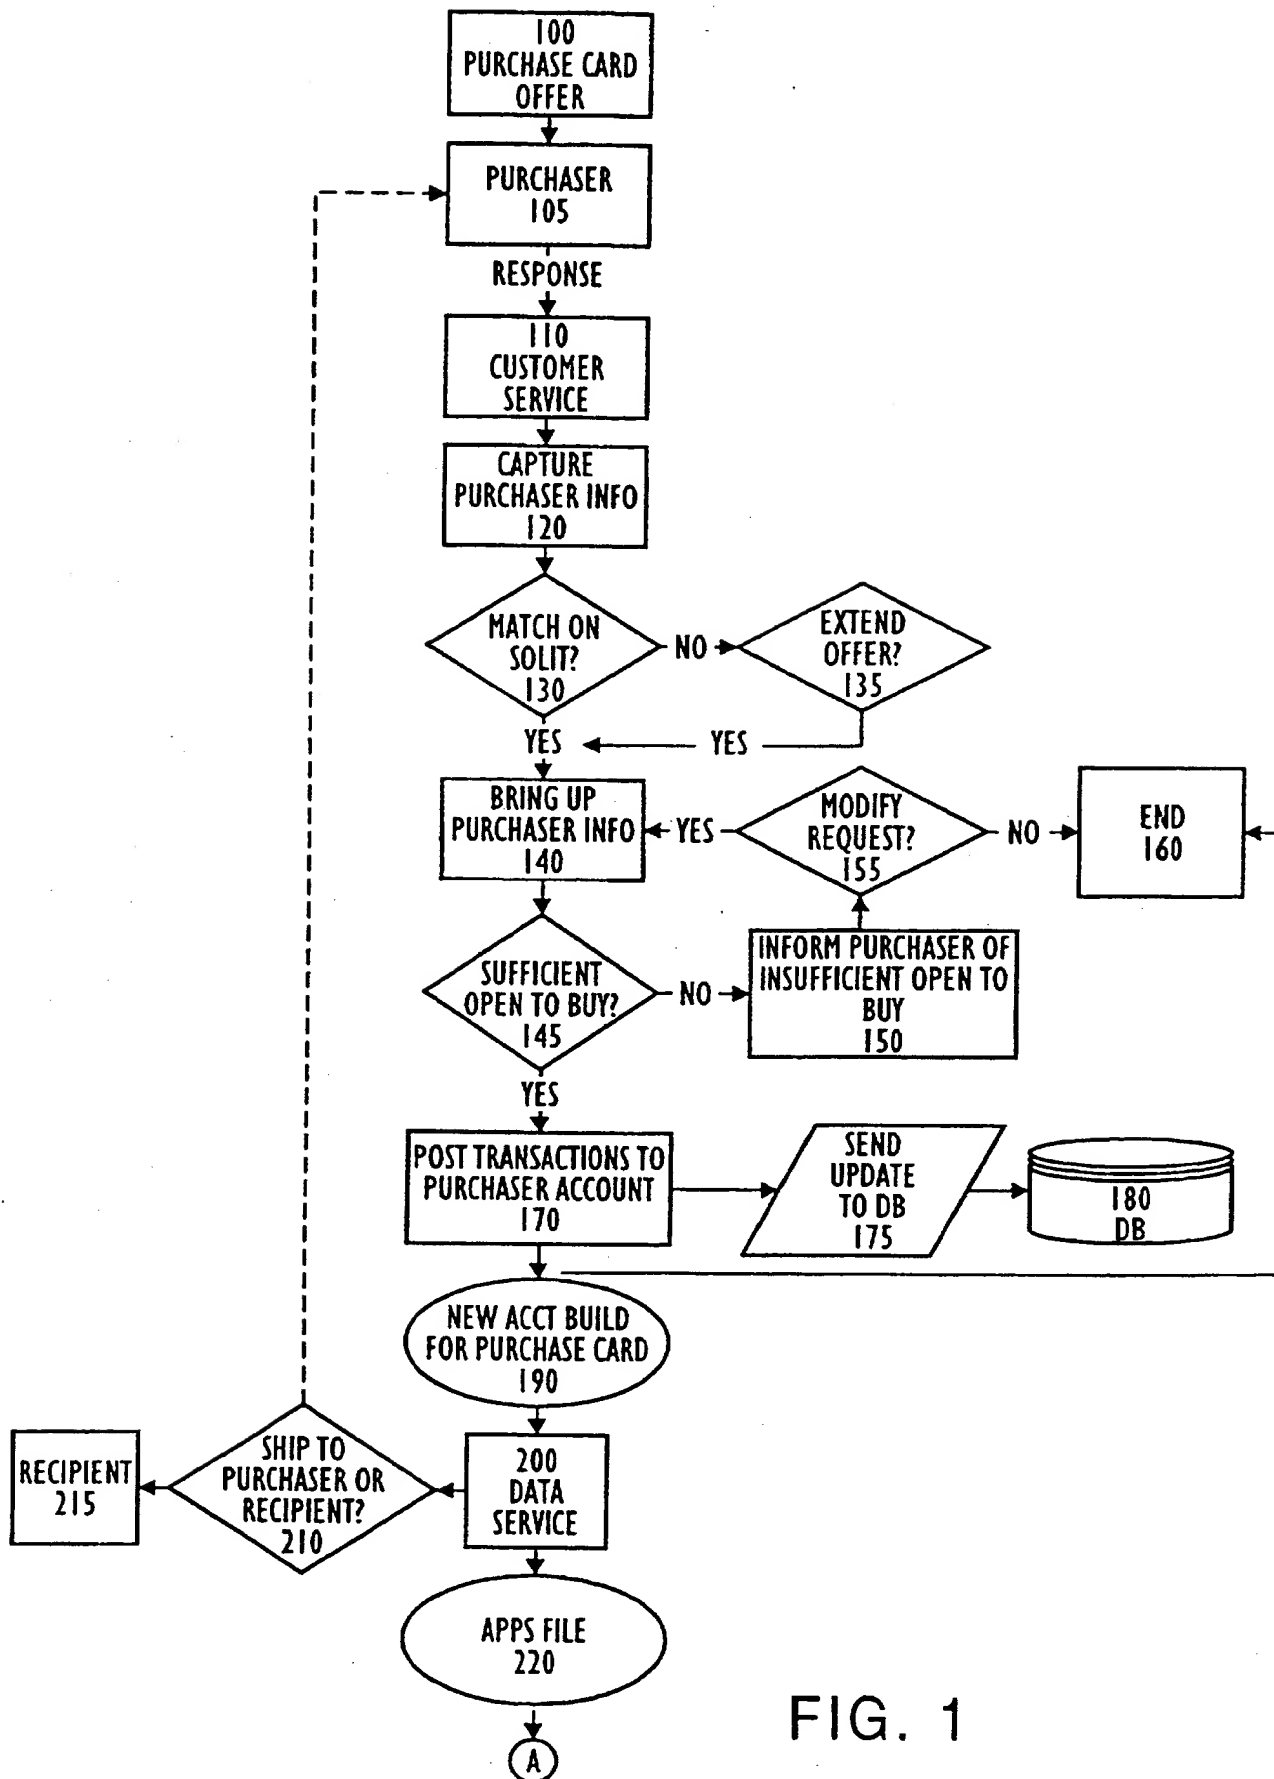 100
PURCHASE CARD
OFFER
PURCHASER
105
RESPONSE
110
CUSTOMER
SERVICE
CAPTURE
PURCHASER INFO
120
MATCH ON
SOLIT?
130
NO
EXTEND
OFFER?
135
YES
YES
BRING UP
PURCHASER INFO
140
YES
MODIFY
REQUEST?
155
NO
END
160
SUFFICIENT
OPEN TO BUY?
145
NO
INFORM PURCHASER OF
INSUFFICIENT OPEN TO
BUY
150
YES
POST TRANSACTIONS TO
PURCHASER ACCOUNT
170
SEND
UPDATE
TO DB
175
180
DB
NEW ACCT BUILD
FOR PURCHASE CARD
190
RECIPIENT
215
SHIP TO
PURCHASER OR
RECIPIENT?
210
200
DATA
SERVICE
APPS FILE
220
A
FIG. 1